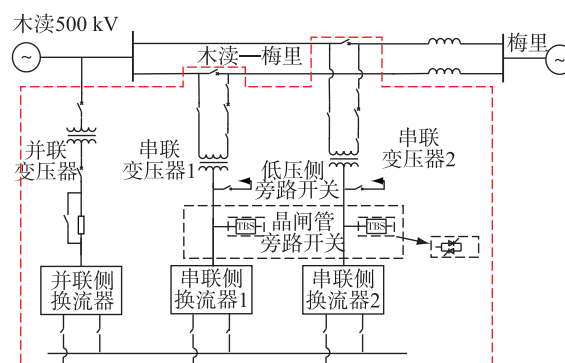 木渎500 kV
~
木渎—梅里
梅里
~
并联
变压器
串联
变压器1
低压侧
旁路开关
串联
变压器2
TBS
晶闸管
旁路开关
TBS
并联侧
换流器
串联侧
换流器1
串联侧
换流器2